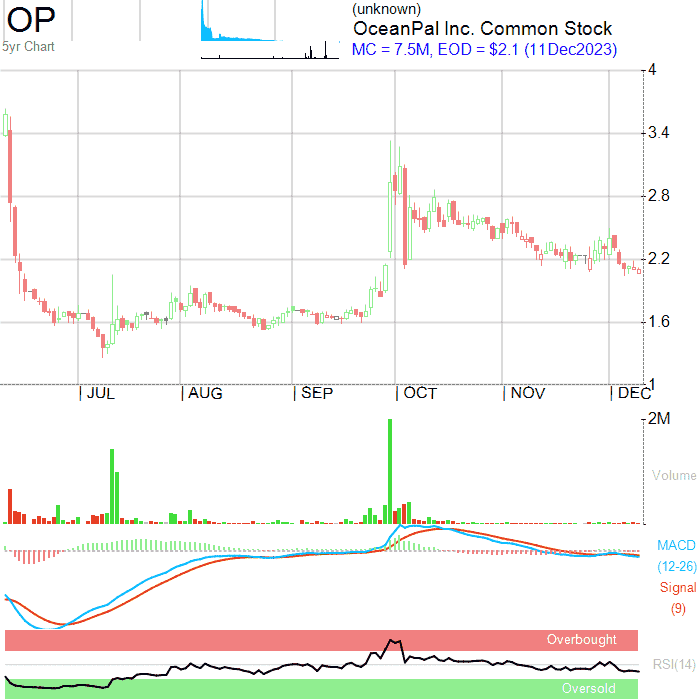 OP
5yr Chart
(unknown)
OceanPal Inc. Common Stock
MC = 7.5M, EOD = $2.1 (11Dec2023)
4
3.4
2.8
2.2
1.6
1
JUL AUG SEP OCT NOV DEC
2M
Volume
MACD
(12-26)
Signal
(9)
Overbought
RSI(14)
Oversold